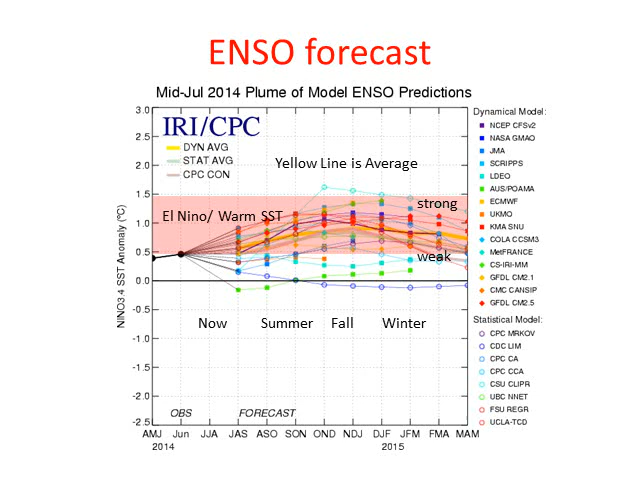 ENSO forecast
Mid-Jul 2014 Plume of Model ENSO Predictions
IRI/CPC
DYN AVG
STAT AVG
CPC CON
Yellow Line is Average
El Nino/ Warm SST
strong
weak
Now Summer Fall Winter
OBS FORECAST
NINO3.4 SST Anomaly (°C)
3.0
2.5
2.0
1.5
1.0
0.5
0.0
-0.5
-1.0
-1.5
-2.0
-2.5
AMJ Jun JJA JAS ASO SON OND NDJ DJF JFM FMA MAM
2014 2015
Dynamical Model:
NCEP CFSv2
NASA GMAO
JMA
SCRIPPS
LDEO
AUS/POAMA
ECMWF
UKMO
KMA SNU
COLA CCSM3
MetFRANCE
CS-IRI-MM
GFDL CM2.1
CMC CANSIP
GFDL CM2.5
Statistical Model:
CPC MRKOV
CDC LIM
CPC CA
CPC CCA
CSU CLIPR
UBC NNET
FSU REGR
UCLA-TCD